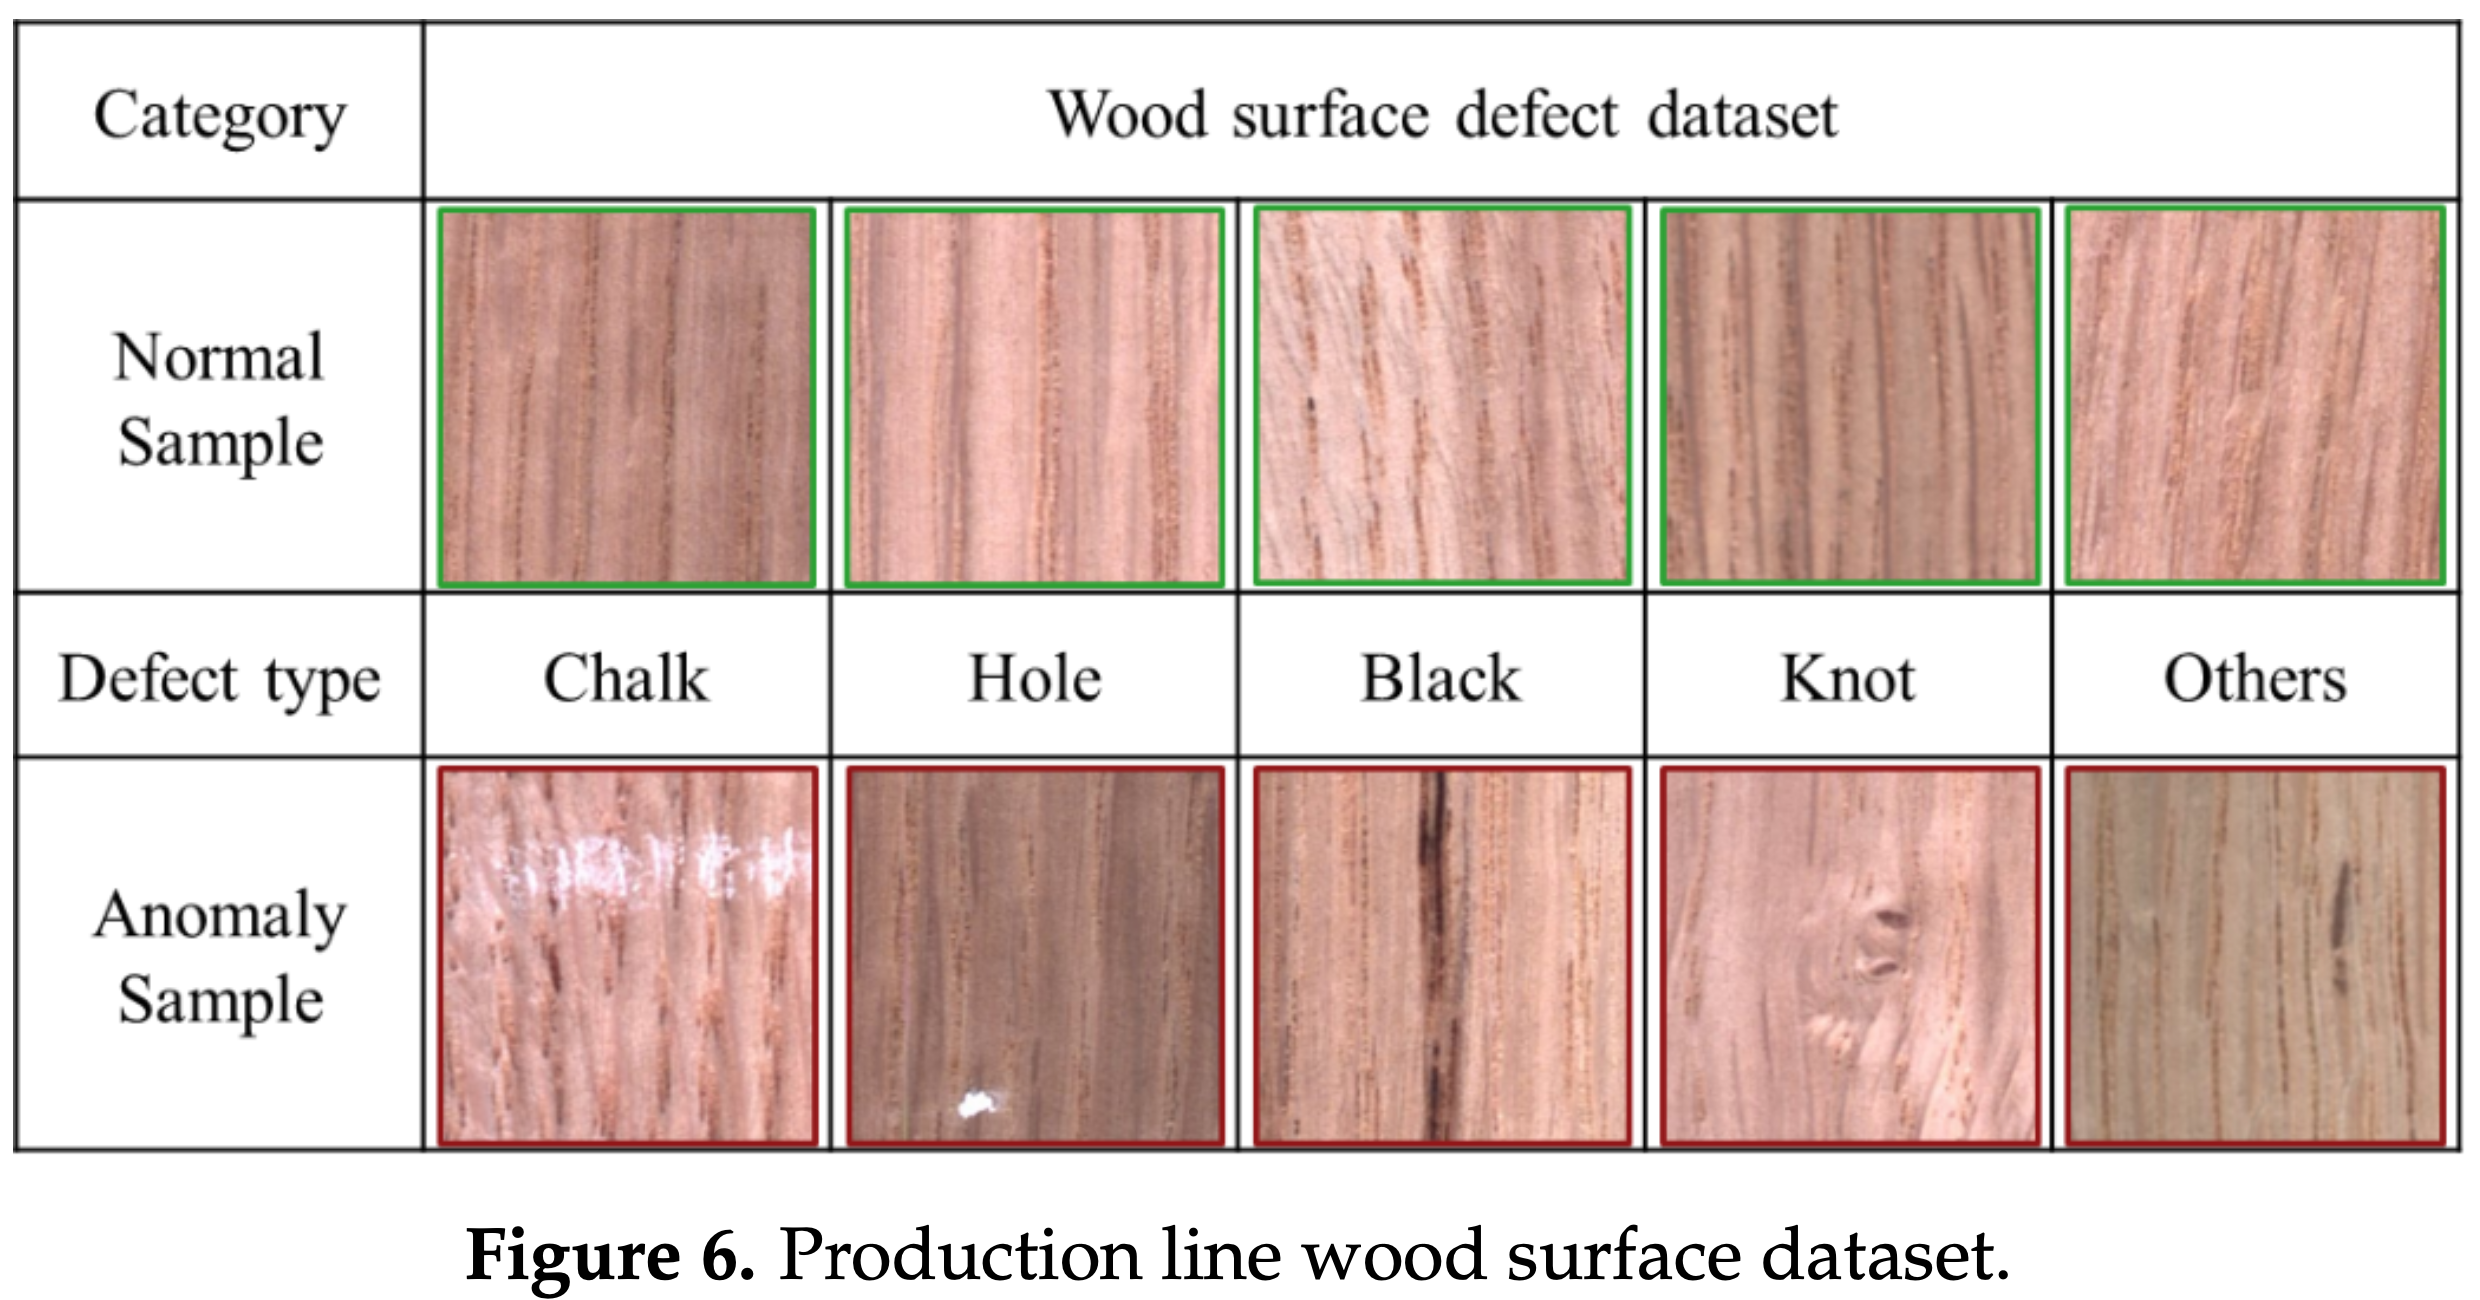 Category
Wood surface defect dataset
Normal
Sample
Defect type
Chalk
Hole
Black
Knot
Others
Anomaly
Sample
Figure 6. Production line wood surface dataset.